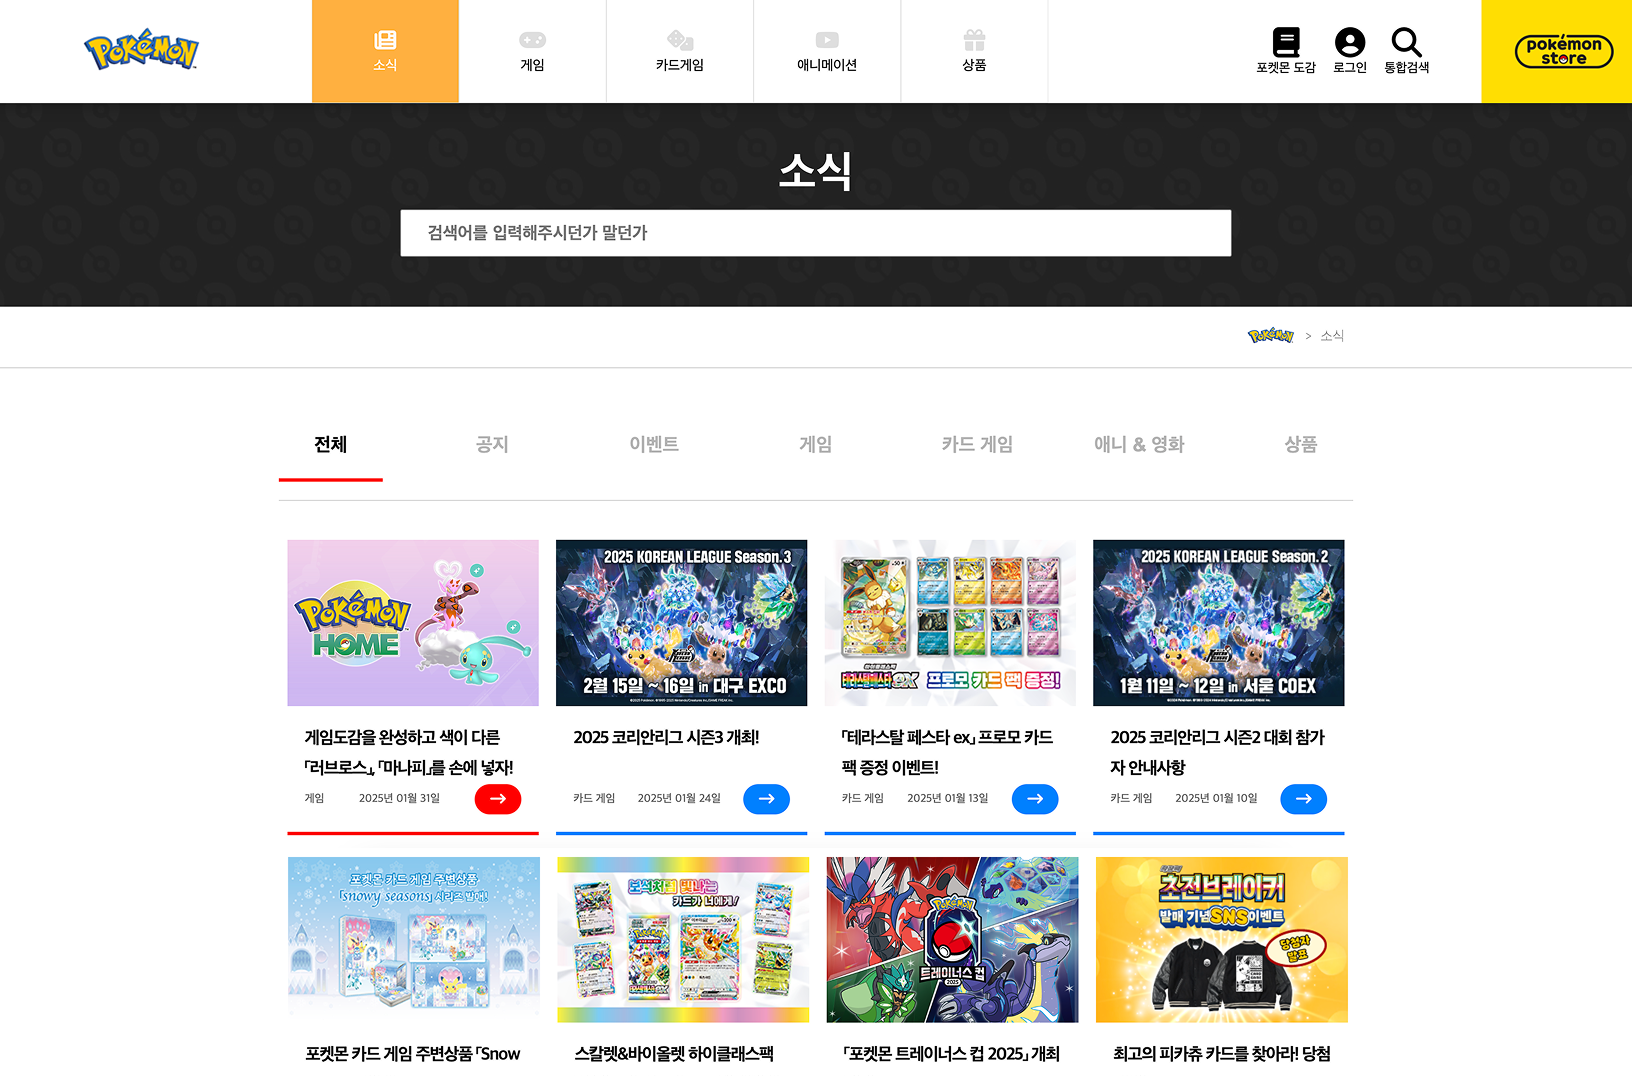 Pokémon
소식
게임
카드게임
애니메이션
상품
포켓몬 도감
로그인
통합검색
pokémon
store
소식
검색어를 입력해주시던가 말던가
Pokémon > 소식
전체
공지
이벤트
게임
카드 게임
애니 & 영화
상품
Pokémon
HOME
게임도감을 완성하고 색이 다른
「러브로스」, 「마나피」를 손에 넣자!
게임 2025년 01월 31일
2025 KOREAN LEAGUE Season.3
2월 15일 ~ 16일 in 대구 EXCO
2025 코리안리그 시즌3 개최!
카드 게임 2025년 01월 24일
하이클래스팩
테라스탈 페스타 ex 프로모 카드 팩 증정!
「테라스탈 페스타 ex」 프로모 카드
팩 증정 이벤트!
카드 게임 2025년 01월 13일
2025 KOREAN LEAGUE Season.2
1월 11일 ~ 12일 in 서울 COEX
2025 코리안리그 시즌2 대회 참가
자 안내사항
카드 게임 2025년 01월 10일
포켓몬 카드 게임 주변상품
「snowy seasons」 시리즈 발매!
포켓몬 카드 게임 주변상품 「Snow
보석처럼 빛나는
카드가 너에게!
스칼렛&바이올렛 하이클래스팩
Pokémon
트레이너스 컵
2025
「포켓몬 트레이너스 컵 2025」 개최
초전브레이커
발매 기념 SNS이벤트
당첨자
발표
최고의 피카츄 카드를 찾아라! 당첨